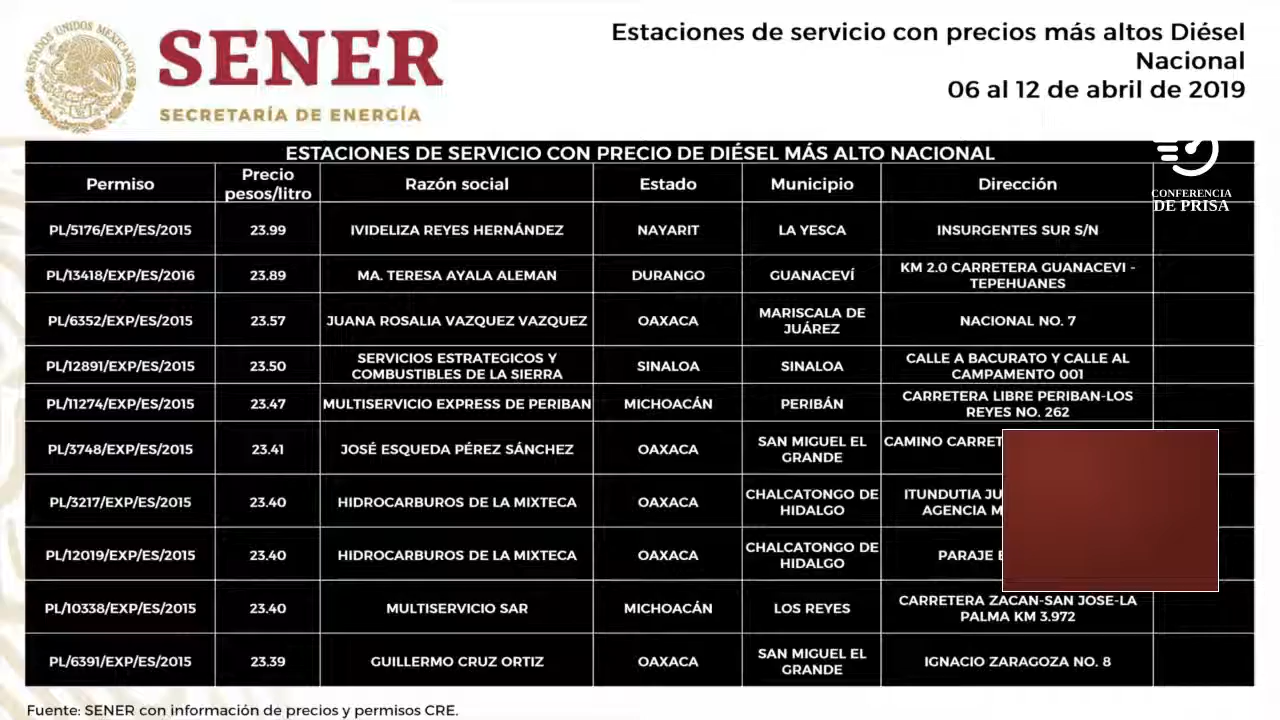 ESTADOS UNIDOS MEXICANOS
SENER
SECRETARÍA DE ENERGÍA
Estaciones de servicio con precios más altos Diésel
Nacional
06 al 12 de abril de 2019
CONFERENCIA
DE PRISA
ESTACIONES DE SERVICIO CON PRECIO DE DIÉSEL MÁS ALTO NACIONAL
Permiso Precio pesos/litro Razón social Estado Municipio Dirección
PL/5176/EXP/ES/2015 23.99 IVIDELIZA REYES HERNÁNDEZ NAYARIT LA YESCA INSURGENTES SUR S/N
PL/13418/EXP/ES/2016 23.89 MA. TERESA AYALA ALEMAN DURANGO GUANACEVÍ KM 2.0 CARRETERA GUANACEVI - TEPEHUANES
PL/6352/EXP/ES/2015 23.57 JUANA ROSALIA VAZQUEZ VAZQUEZ OAXACA MARISCALA DE JUÁREZ NACIONAL NO. 7
PL/12891/EXP/ES/2015 23.50 SERVICIOS ESTRATEGICOS Y COMBUSTIBLES DE LA SIERRA SINALOA SINALOA CALLE A BACURATO Y CALLE AL CAMPAMENTO 001
PL/11274/EXP/ES/2015 23.47 MULTISERVICIO EXPRESS DE PERIBAN MICHOACÁN PERIBÁN CARRETERA LIBRE PERIBAN-LOS REYES NO. 262
PL/3748/EXP/ES/2015 23.41 JOSÉ ESQUEDA PÉREZ SÁNCHEZ OAXACA SAN MIGUEL EL GRANDE CAMINO
PL/3217/EXP/ES/2015 23.40 HIDROCARBUROS DE LA MIXTECA OAXACA CHALCATONGO DE HIDALGO ITUNDUTIA AGENCIA
PL/12019/EXP/ES/2015 23.40 HIDROCARBUROS DE LA MIXTECA OAXACA CHALCATONGO DE HIDALGO PARAJE
PL/10338/EXP/ES/2015 23.40 MULTISERVICIO SAR MICHOACÁN LOS REYES CARRETERA ZACAN-SAN JOSE-LA PALMA KM 3.972
PL/6391/EXP/ES/2015 23.39 GUILLERMO CRUZ ORTIZ OAXACA SAN MIGUEL EL GRANDE IGNACIO ZARAGOZA NO. 8
Fuente: SENER con información de precios y permisos CRE.